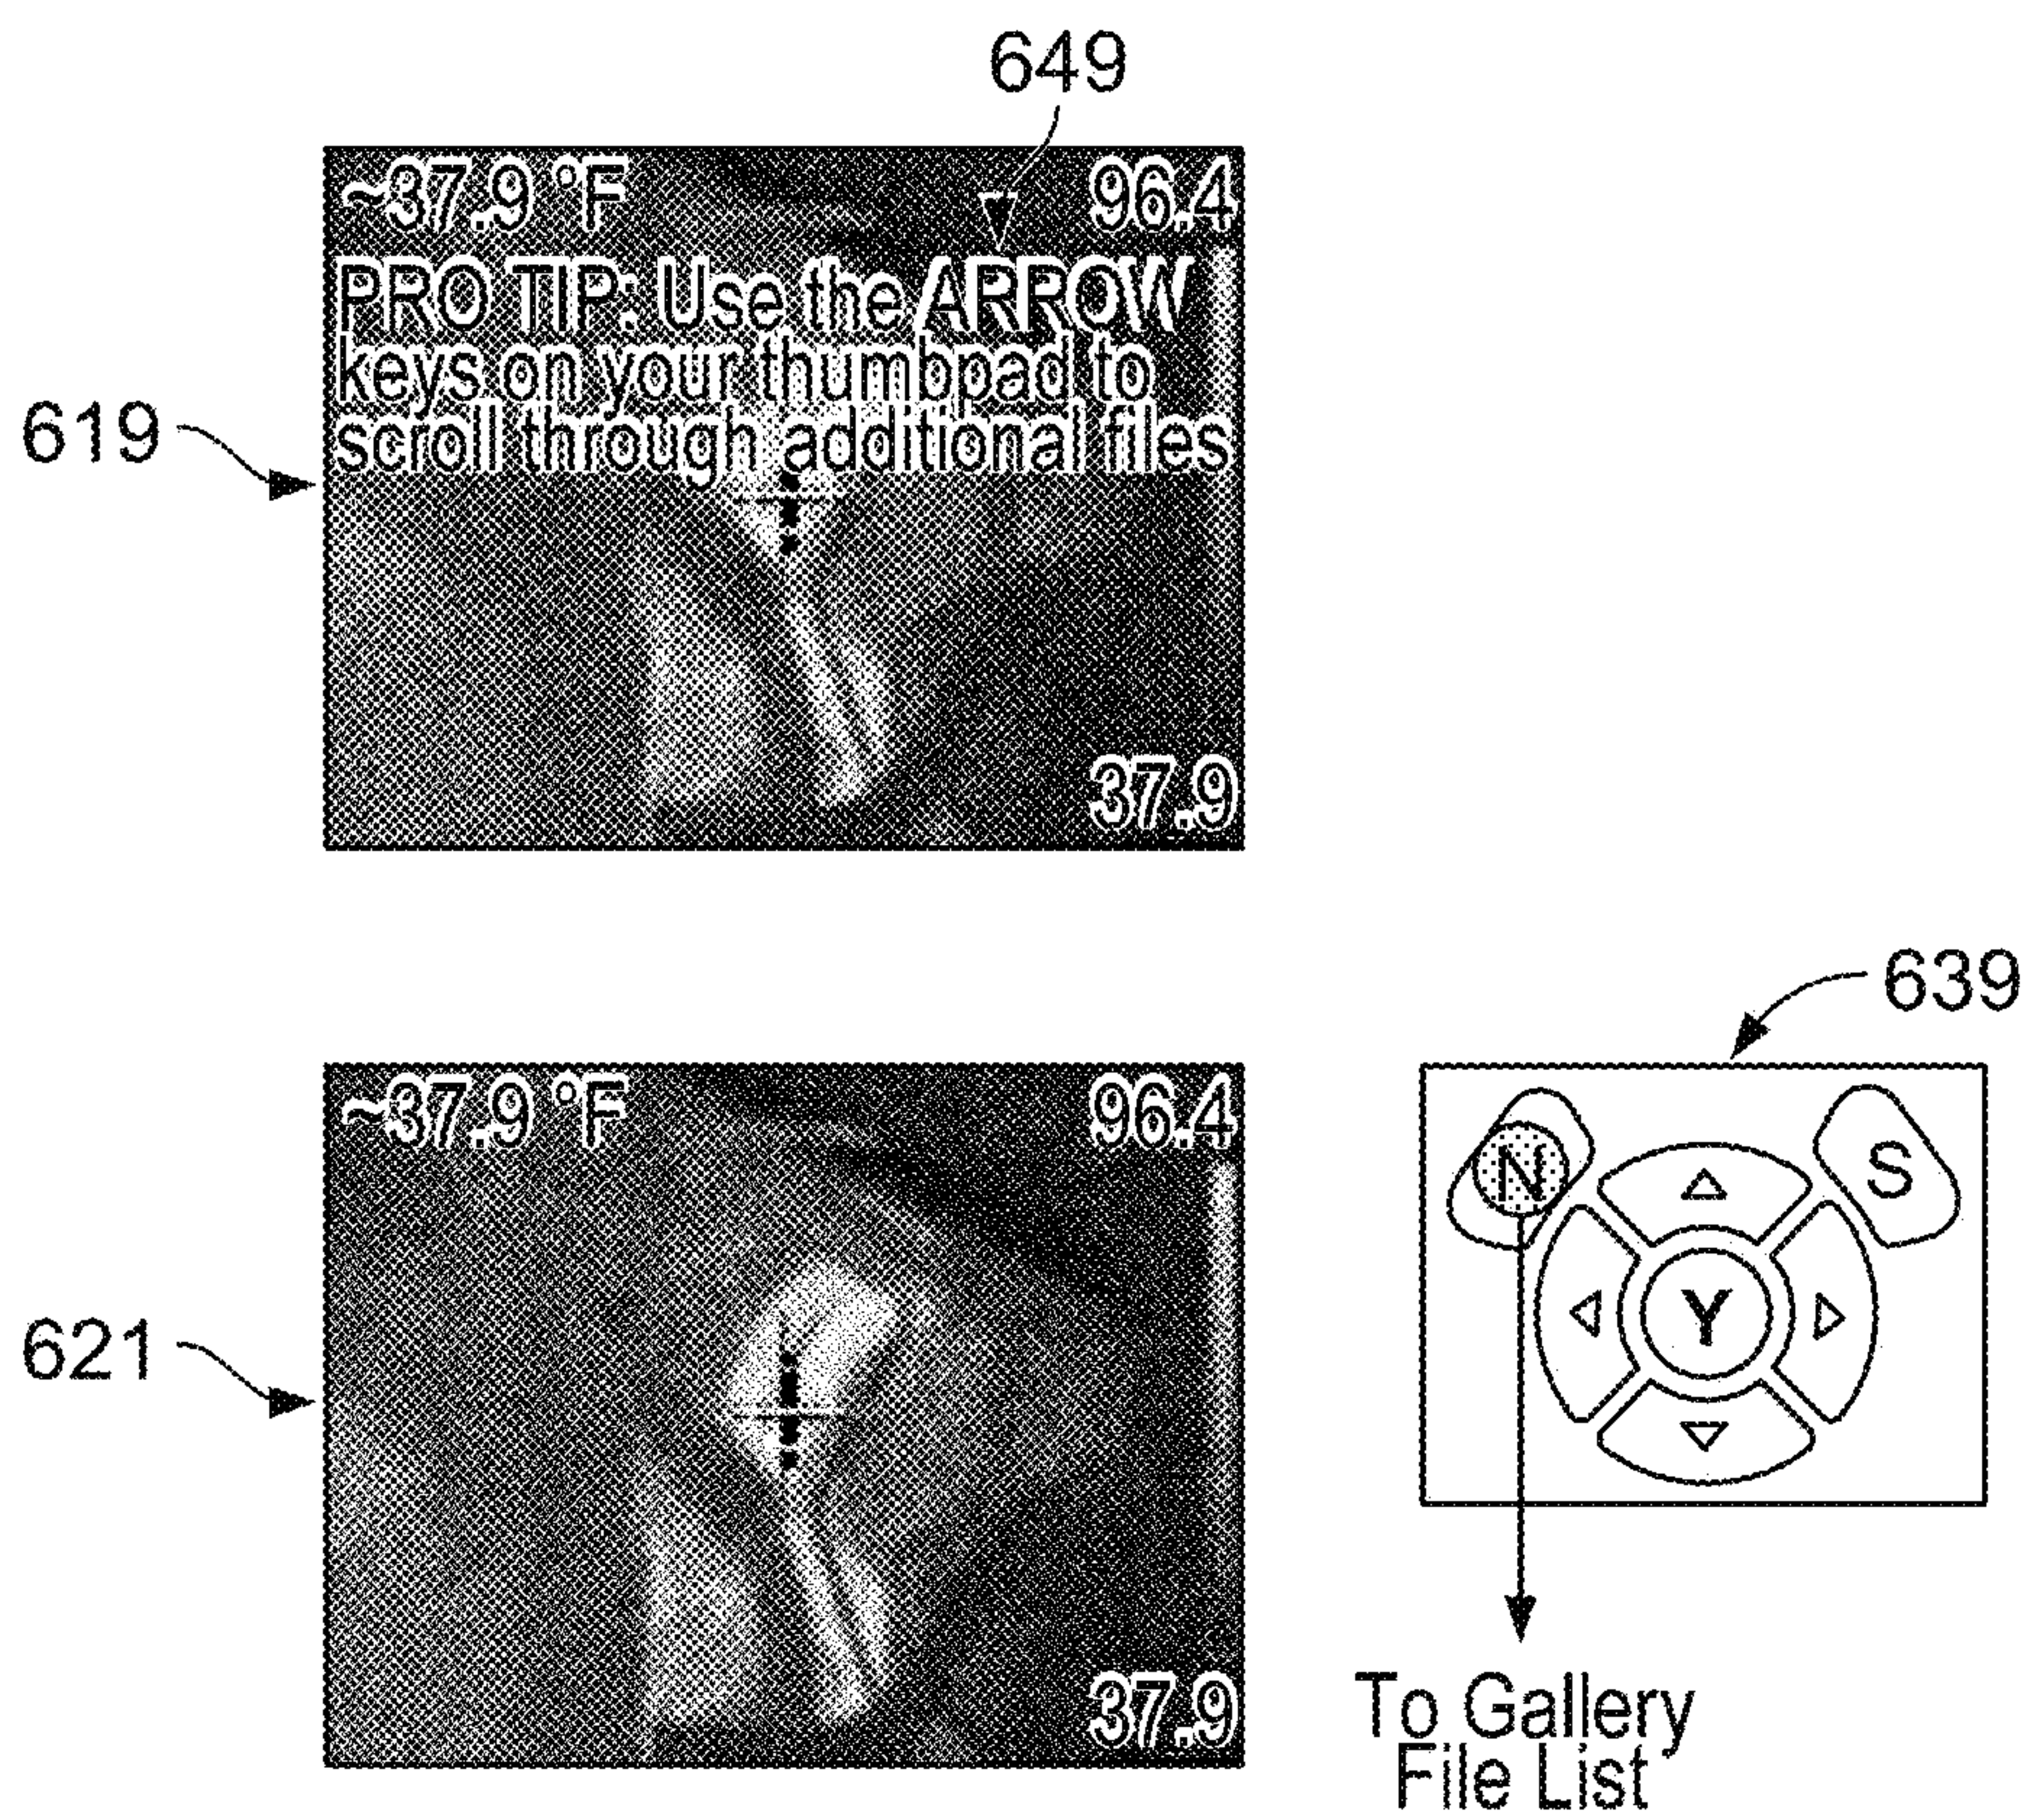 649
~37.9 °F
96.4
PRO TIP: Use the ARROW
keys on your thumbpad to
scroll through additional files
619
37.9
639
~37.9 °F
96.4
N
S
Y
621
37.9
To Gallery
File List